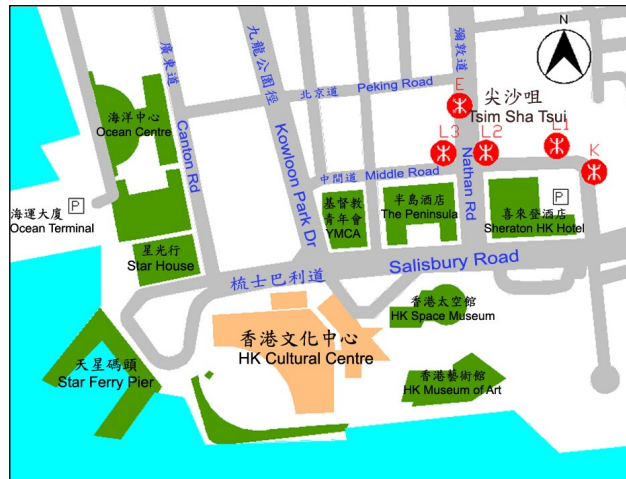 N
彌敦道
九龍公園徑
廣東道
E
尖沙咀
Tsim Sha Tsui
北京道 Peking Road
海洋中心
Ocean Centre
Canton Rd
Kowloon Park Dr
L3
L2
L1
K
Nathan Rd
中間道 Middle Road
P
海運大廈
Ocean Terminal
基督教
青年會
YMCA
半島酒店
The Peninsula
P
喜來登酒店
Sheraton HK Hotel
星光行
Star House
梳士巴利道 Salisbury Road
香港太空館
HK Space Museum
香港文化中心
HK Cultural Centre
天星碼頭
Star Ferry Pier
香港藝術館
HK Museum of Art